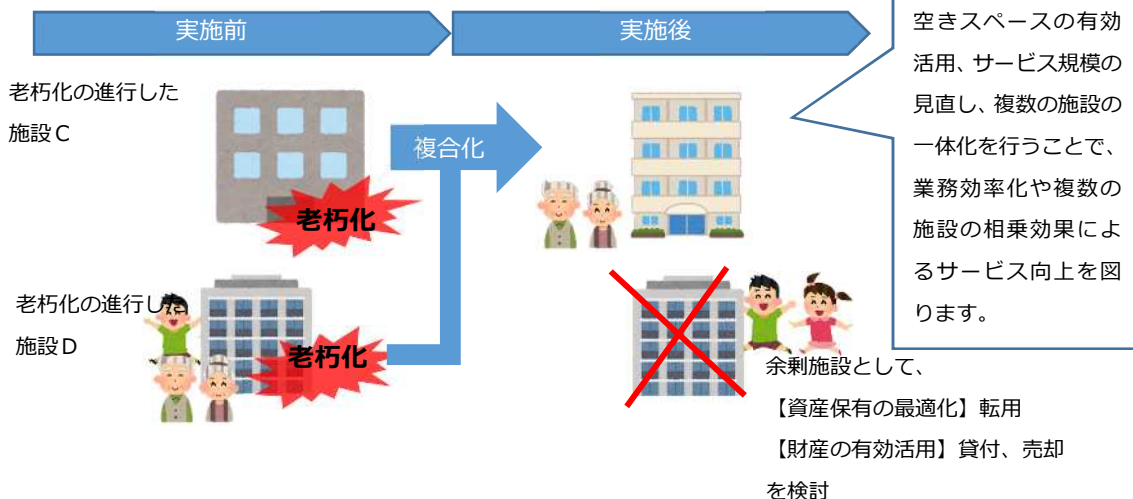 実施前
実施後
空きスペースの有効
活用、サービス規模の
見直し、複数の施設の
一体化を行うことで、
業務効率化や複数の
施設の相乗効果によ
るサービス向上を図
ります。
老朽化の進行した
施設C
複合化
老朽化
老朽化の進行した
施設D
老朽化
余剰施設として、
【資産保有の最適化】転用
【財産の有効活用】貸付、売却
を検討